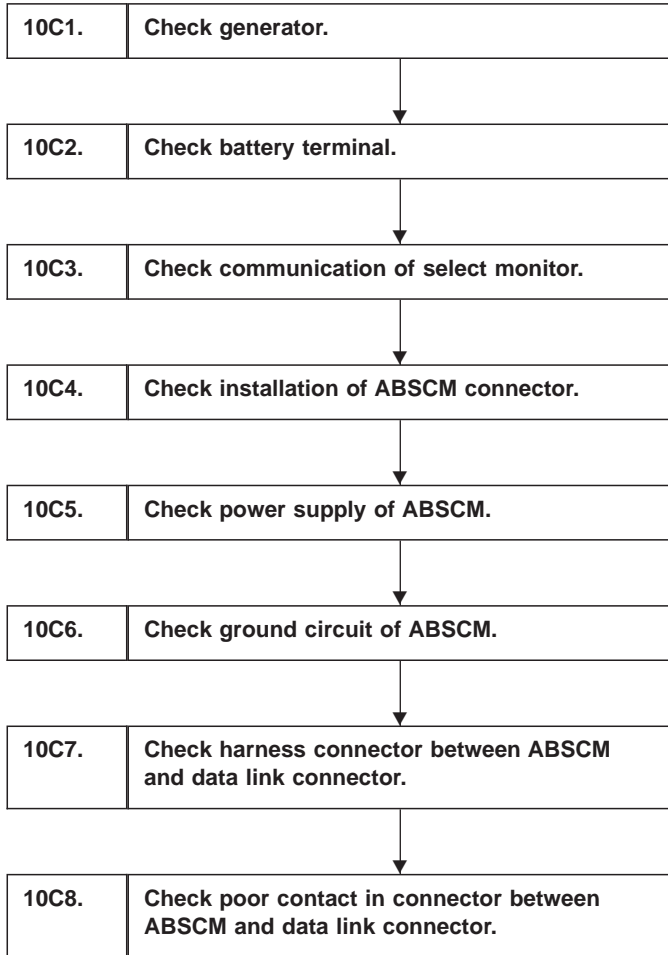 10C1. Check generator.
10C2. Check battery terminal.
10C3. Check communication of select monitor.
10C4. Check installation of ABSCM connector.
10C5. Check power supply of ABSCM.
10C6. Check ground circuit of ABSCM.
10C7. Check harness connector between ABSCM
and data link connector.
10C8. Check poor contact in connector between
ABSCM and data link connector.